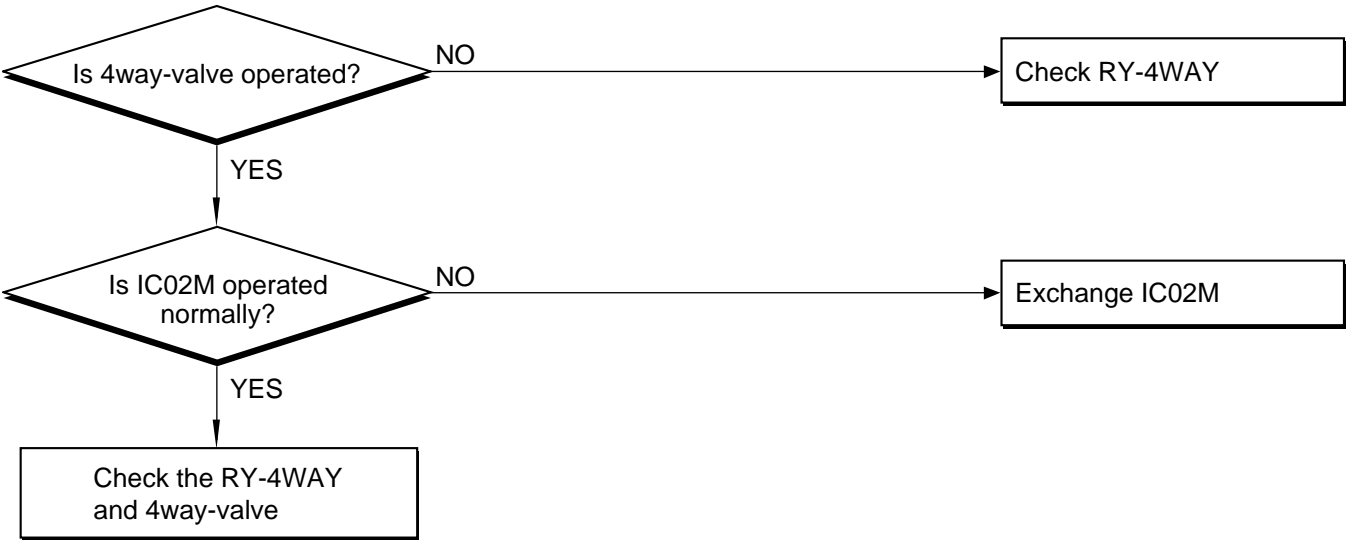 Is 4way-valve operated?
NO
Check RY-4WAY
YES
Is IC02M operated
normally?
NO
Exchange IC02M
YES
Check the RY-4WAY
and 4way-valve